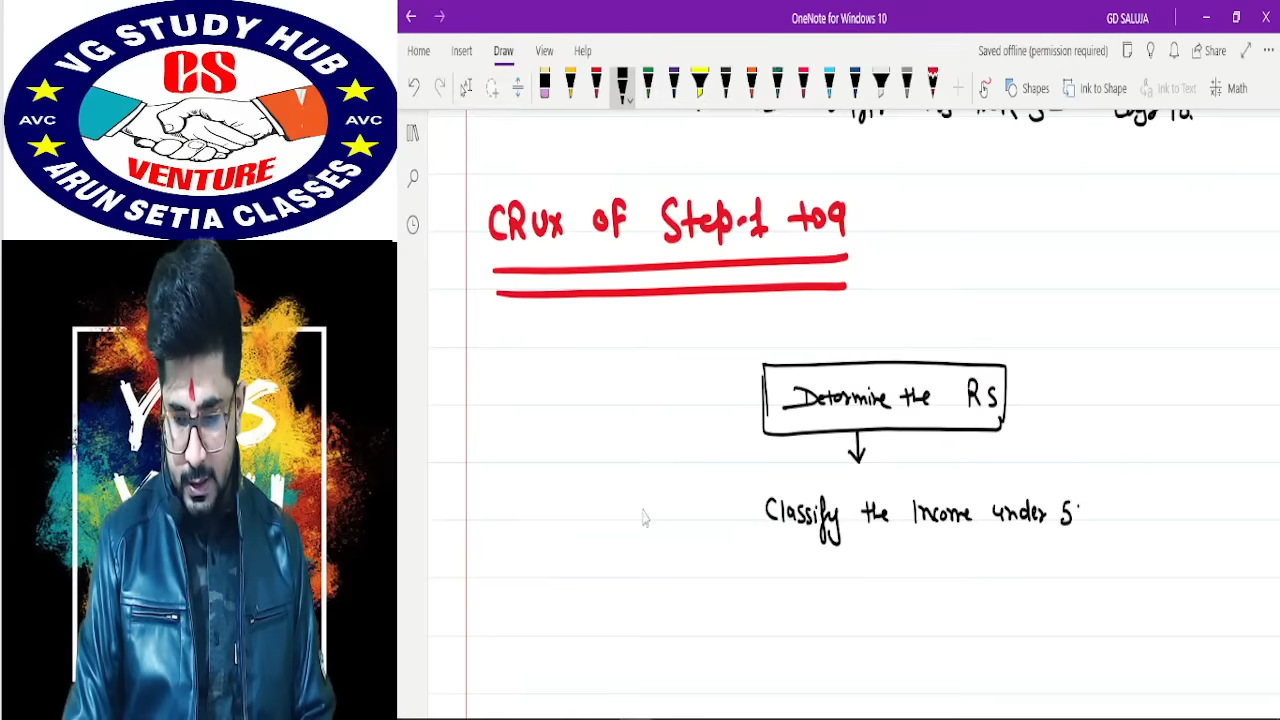 VG STUDY HUB
CS
AVC
AVC
VENTURE
ARUN SETIA CLASSES
OneNote for Windows 10
GD SALUJA
Home Insert Draw View Help
Saved offline (permission required)
Share
Shapes
Ink to Shape
Ink to Text
Math
CRux of Step-1 to 9
Determine the RS
Classify the Income under 5